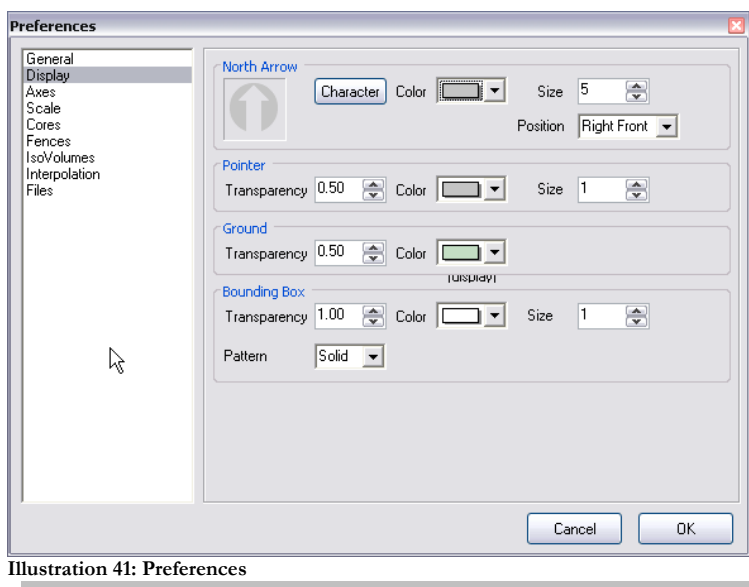 Preferences
General
Display
Axes
Scale
Cores
Fences
IsoVolumes
Interpolation
Files
North Arrow
Character Color Size 5
Position Right Front
Pointer
Transparency 0.50 Color Size 1
Ground
Transparency 0.50 Color
[display]
Bounding Box
Transparency 1.00 Color Size 1
Pattern Solid
Cancel OK
Illustration 41: Preferences